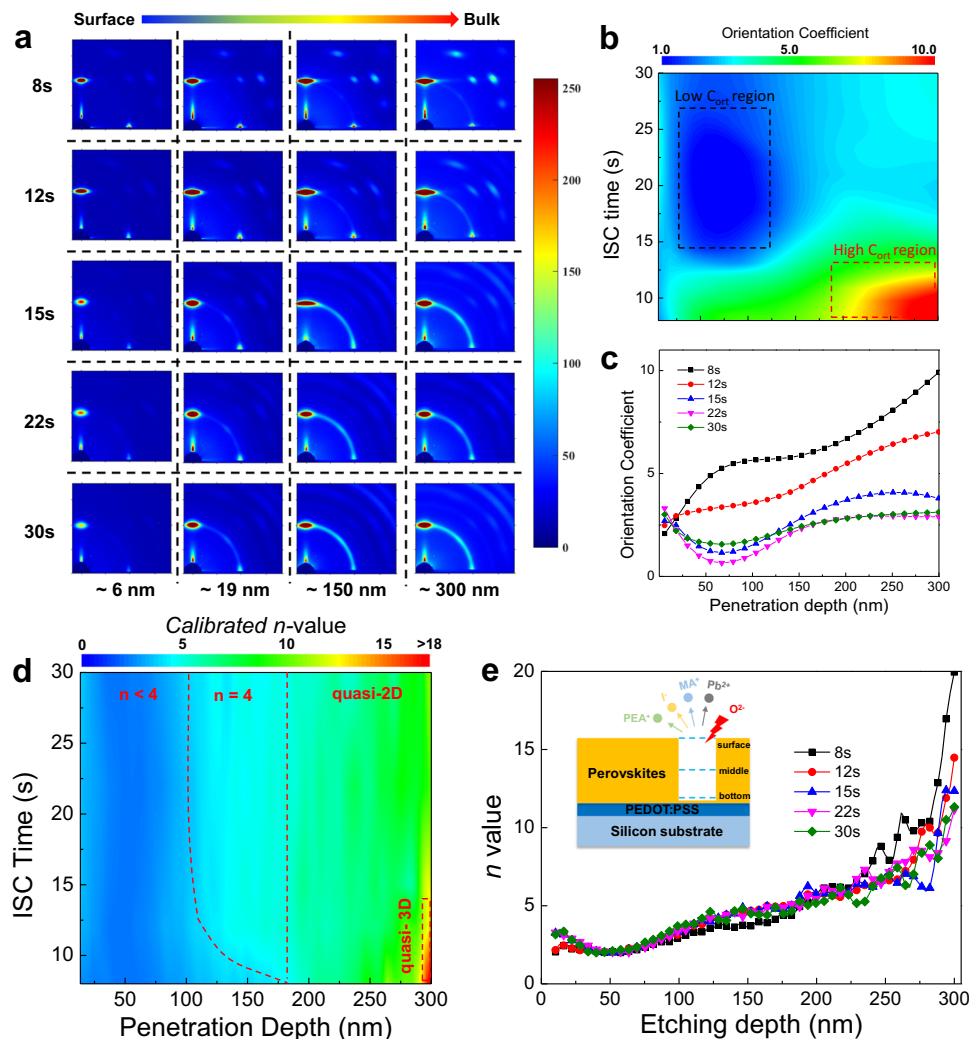 Surface
Bulk
a
8s
12s
15s
22s
30s
~ 6 nm
~ 19 nm
~ 150 nm
~ 300 nm
250
200
150
100
50
0
b
Orientation Coefficient
1.0
5.0
10.0
ISC time (s)
30
25
20
15
10
Low Cort region
High Cort region
c
Orientation Coefficient
10
5
0
8s
12s
15s
22s
30s
50
100
150
200
250
300
Penetration depth (nm)
d
Calibrated n-value
0
5
10
15
>18
ISC Time (s)
30
20
10
n < 4
n = 4
quasi-2D
quasi- 3D
50
100
150
200
250
300
Penetration Depth (nm)
e
n value
20
15
10
5
0
I-
MA+
Pb2+
PEA+
O2-
surface
middle
bottom
Perovskites
PEDOT:PSS
Silicon substrate
8s
12s
15s
22s
30s
0
50
100
150
200
250
300
Etching depth (nm)